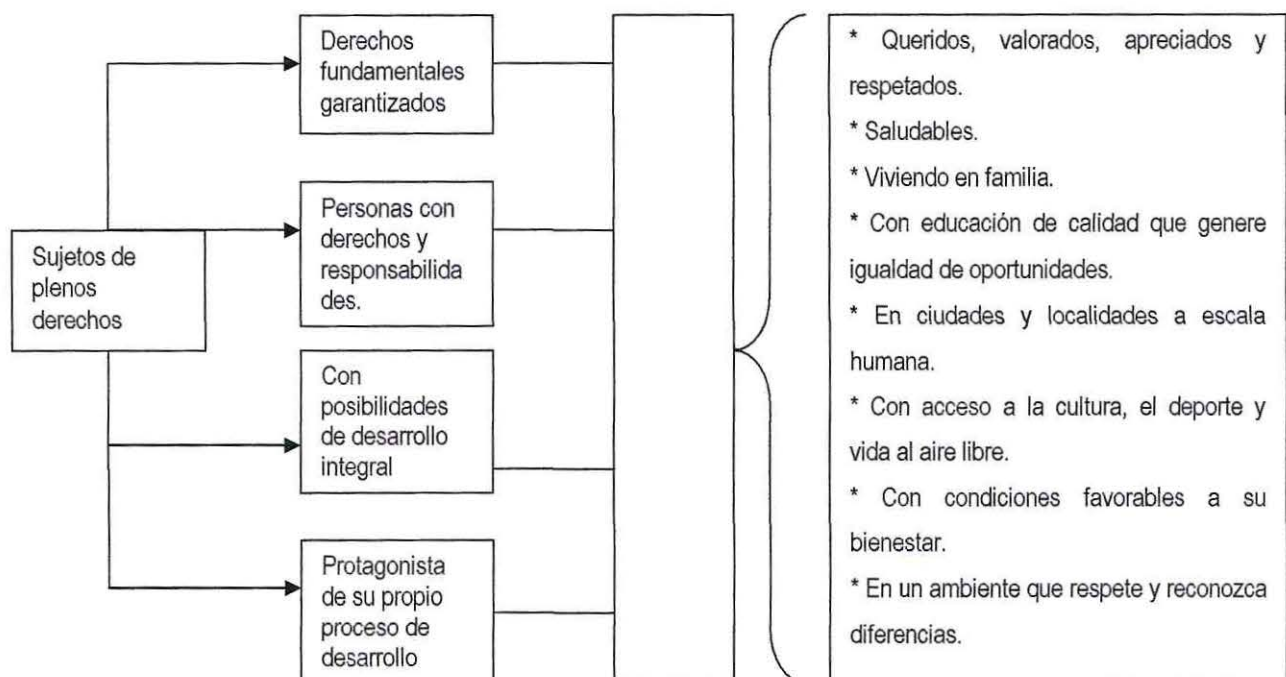 Sujetos de
plenos
derechos
Derechos
fundamentales
garantizados
Personas con
derechos y
responsabilida
des.
Con
posibilidades
de desarrollo
integral
Protagonista
de su propio
proceso de
desarrollo
* Queridos, valorados, apreciados y
respetados.
* Saludables.
* Viviendo en familia.
* Con educación de calidad que genere
igualdad de oportunidades.
* En ciudades y localidades a escala
humana.
* Con acceso a la cultura, el deporte y
vida al aire libre.
* Con condiciones favorables a su
bienestar.
* En un ambiente que respete y reconozca
diferencias.